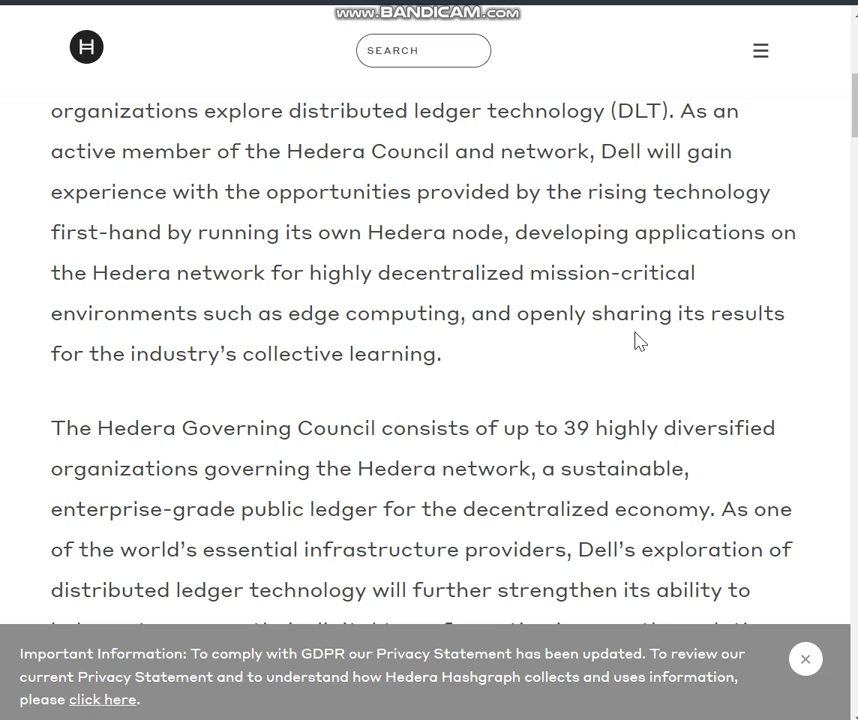 www.BANDICAM.com
H
SEARCH
organizations explore distributed ledger technology (DLT). As an
active member of the Hedera Council and network, Dell will gain
experience with the opportunities provided by the rising technology
first-hand by running its own Hedera node, developing applications on
the Hedera network for highly decentralized mission-critical
environments such as edge computing, and openly sharing its results
for the industry’s collective learning.
The Hedera Governing Council consists of up to 39 highly diversified
organizations governing the Hedera network, a sustainable,
enterprise-grade public ledger for the decentralized economy. As one
of the world’s essential infrastructure providers, Dell’s exploration of
distributed ledger technology will further strengthen its ability to
Important Information: To comply with GDPR our Privacy Statement has been updated. To review our
current Privacy Statement and to understand how Hedera Hashgraph collects and uses information,
please click here.